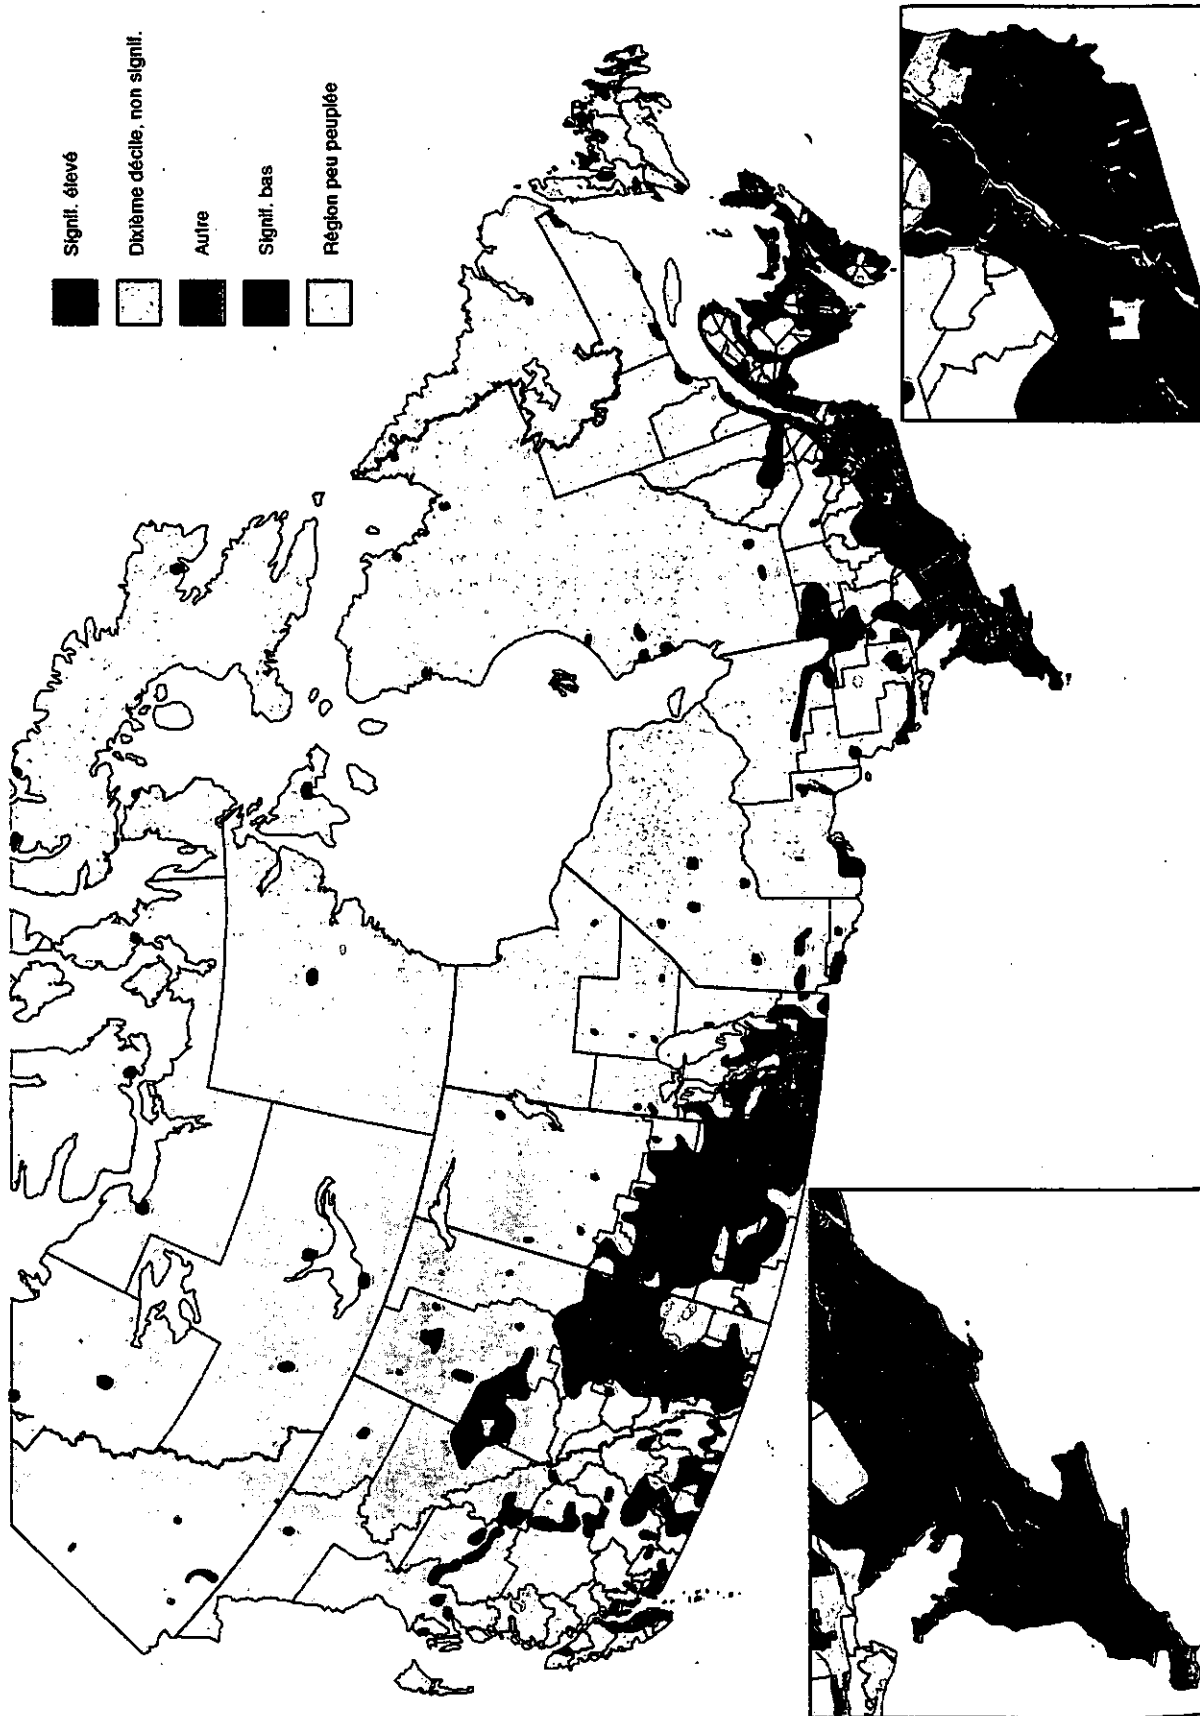 Signif. élevé
Dixième décile, non signif.
Autre
Signif. bas
Région peu peuplée